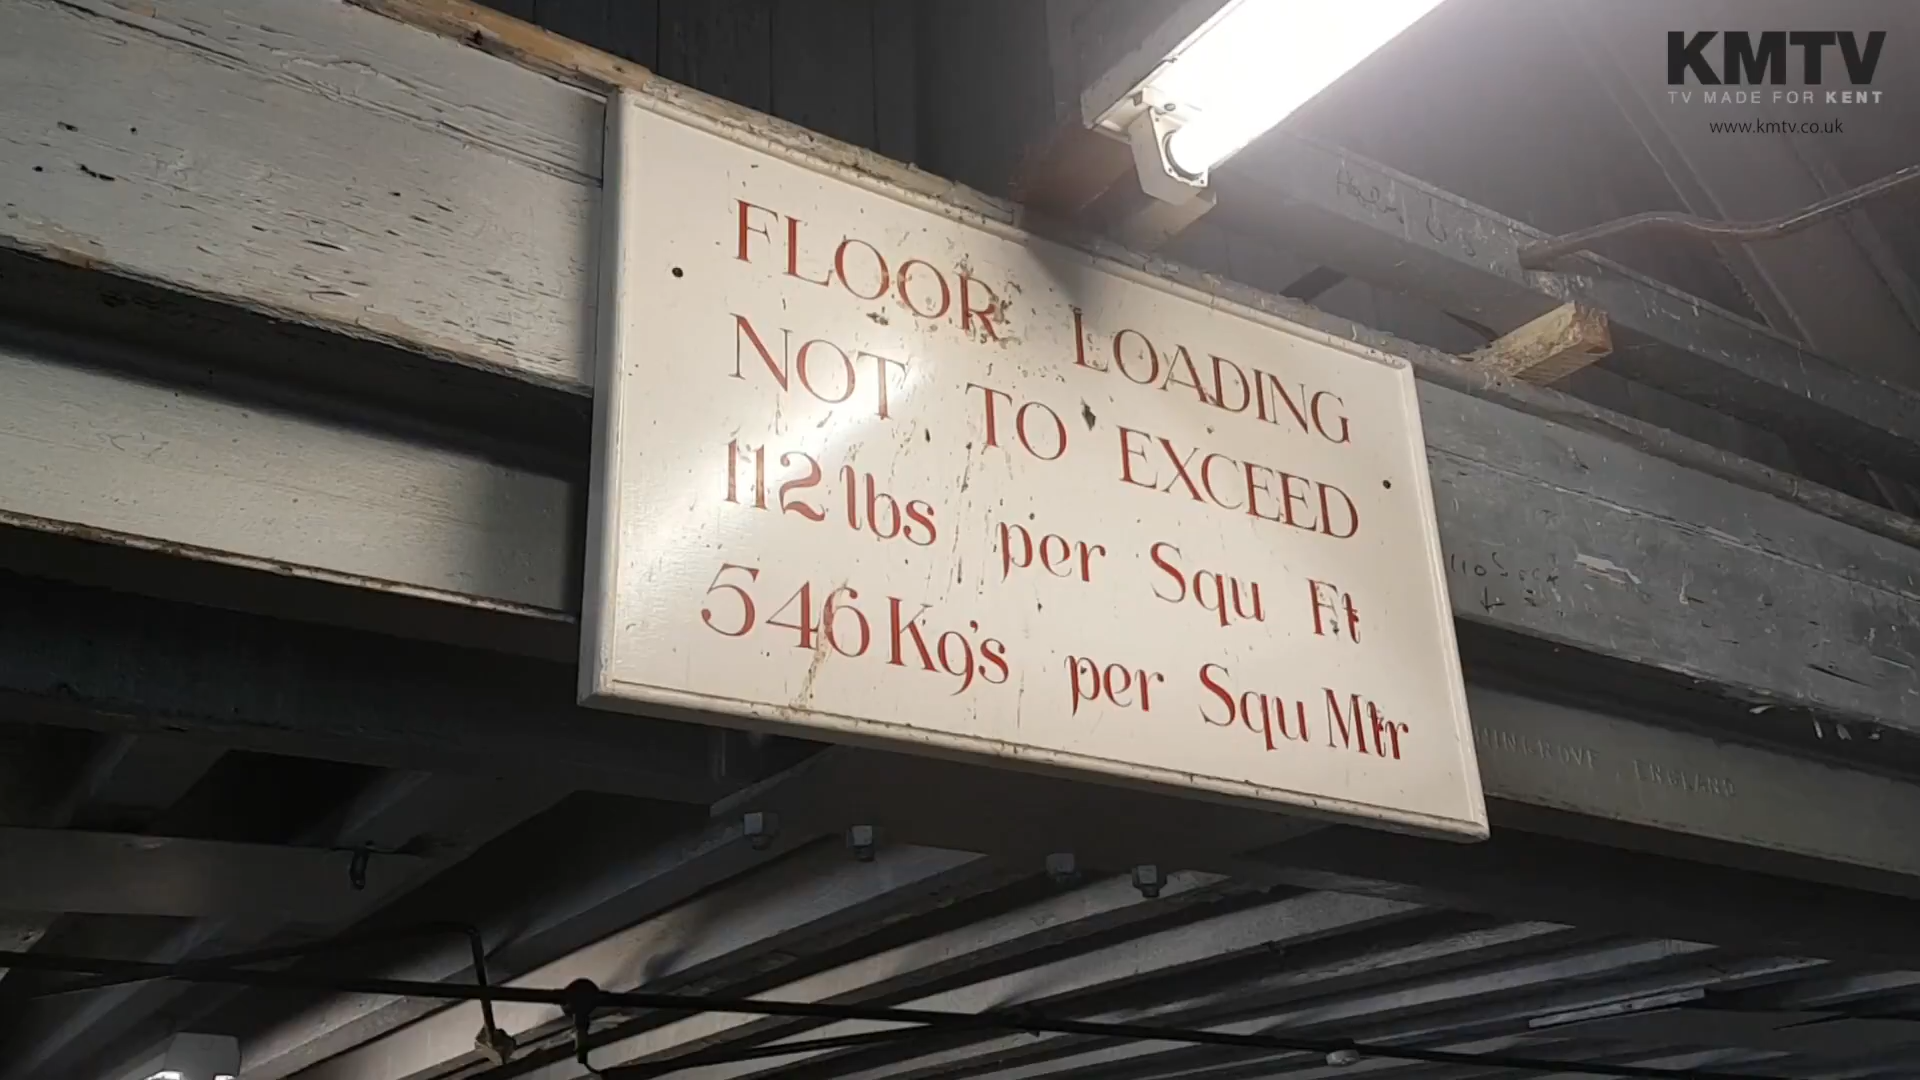 KMTV
TV MADE FOR KENT
www.kmtv.co.uk
FLOOR LOADING
NOT TO EXCEED
112 lbs per Squ Ft
546 Kg's per Squ Mtr
ENGLAND